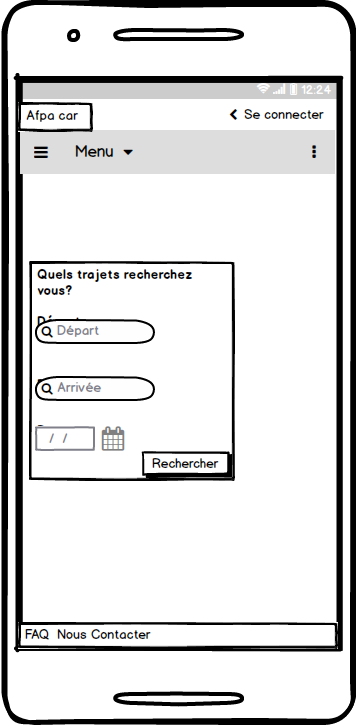 12:24
Afpa car
Se connecter
Menu
Quels trajets recherchez
vous?
Départ
Arrivée
/ /
Rechercher
FAQ Nous Contacter